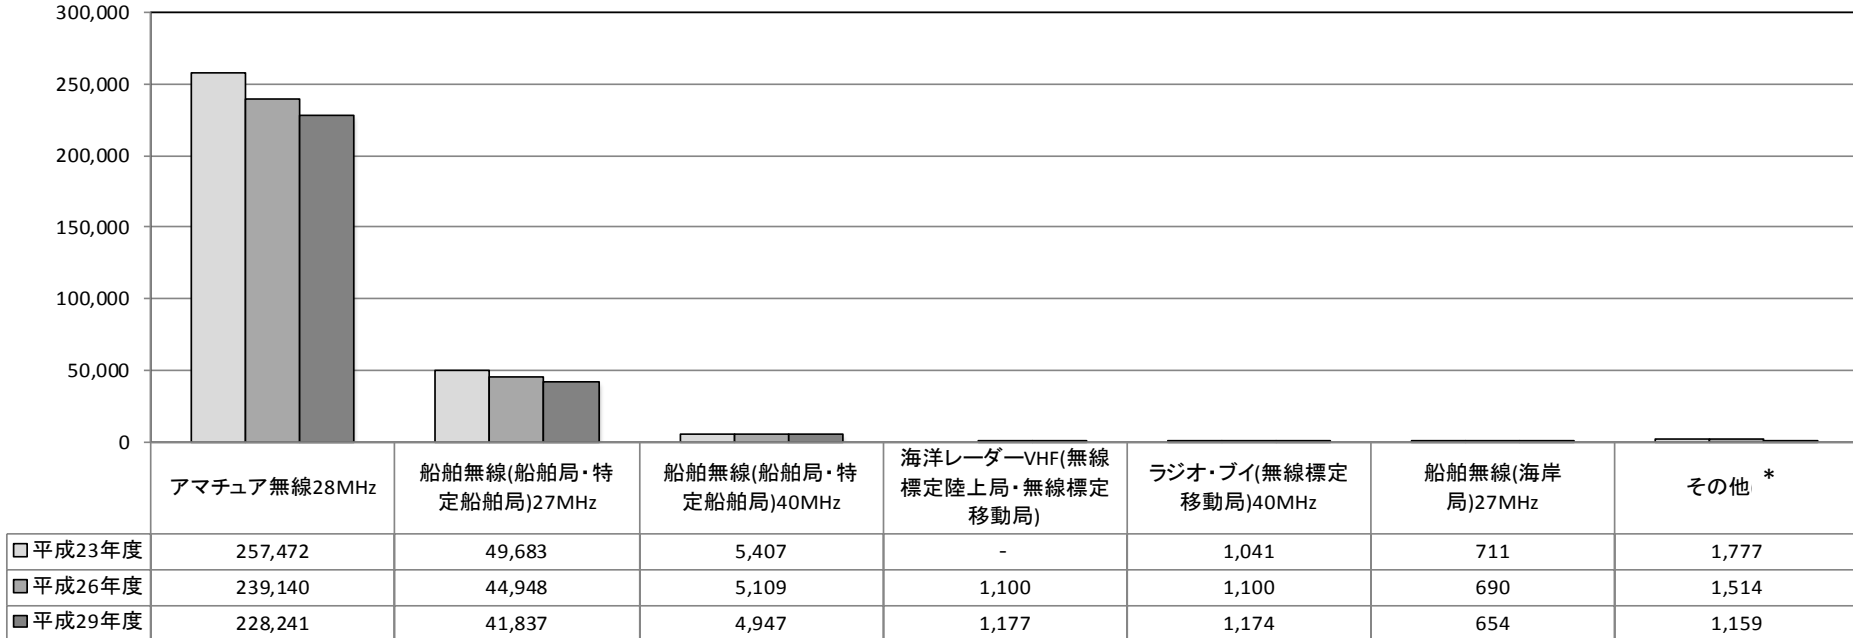 300,000
250,000
200,000
150,000
100,000
50,000
0
アマチュア無線28MHz
船舶無線(船舶局・特
定船舶局)27MHz
船舶無線(船舶局・特
定船舶局)40MHz
海洋レーダーVHF(無線
標定陸上局・無線標定
移動局)
ラジオ・ブイ(無線標定
移動局)40MHz
船舶無線(海岸
局)27MHz
その他 *
平成23年度 257,472 49,683 5,407 - 1,041 711 1,777
平成26年度 239,140 44,948 5,109 1,100 1,100 690 1,514
平成29年度 228,241 41,837 4,947 1,177 1,174 654 1,159